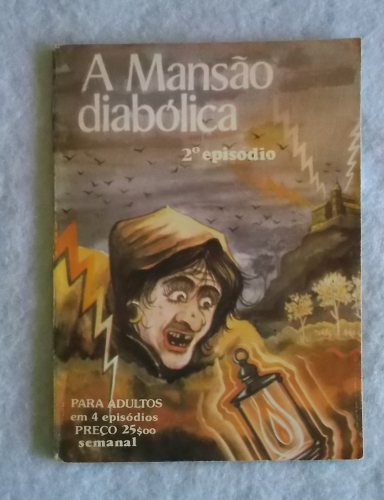 A Mansão
diabólica
2º episódio
PARA ADULTOS
em 4 episódios
PREÇO 25$00
semanal